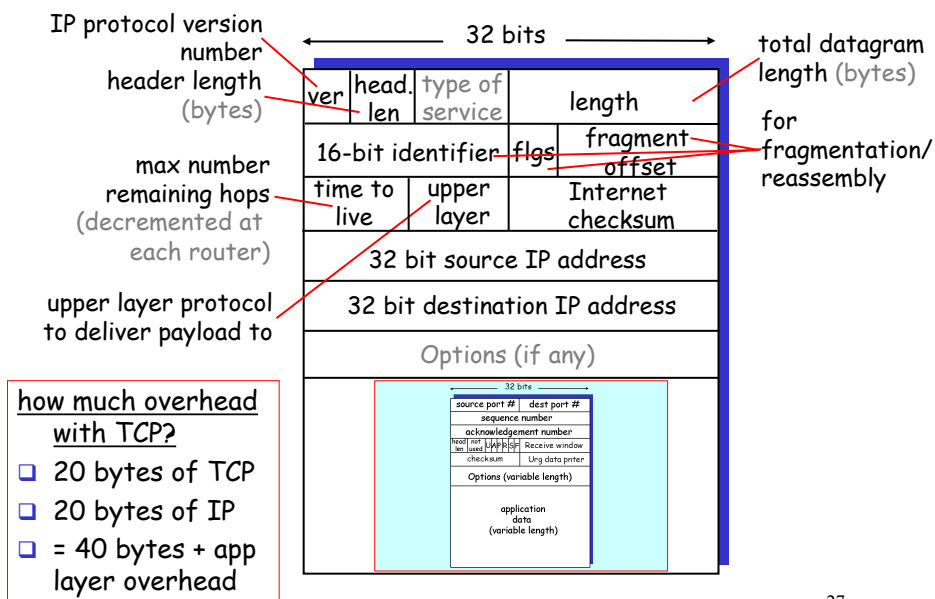 IP protocol version
number
header length
(bytes)
max number
remaining hops
(decremented at
each router)
upper layer protocol
to deliver payload to
how much overhead
with TCP?
20 bytes of TCP
20 bytes of IP
= 40 bytes + app
layer overhead
32 bits
ver
head.
len
type of
service
length
16-bit identifier
flgs
fragment
offset
time to
live
upper
layer
Internet
checksum
32 bit source IP address
32 bit destination IP address
Options (if any)
32 bits
source port #
dest port #
sequence number
acknowledgement number
head
len
not
used
U A P R S F
Receive window
checksum
Urg data pnter
Options (variable length)
application
data
(variable length)
total datagram
length (bytes)
for
fragmentation/
reassembly